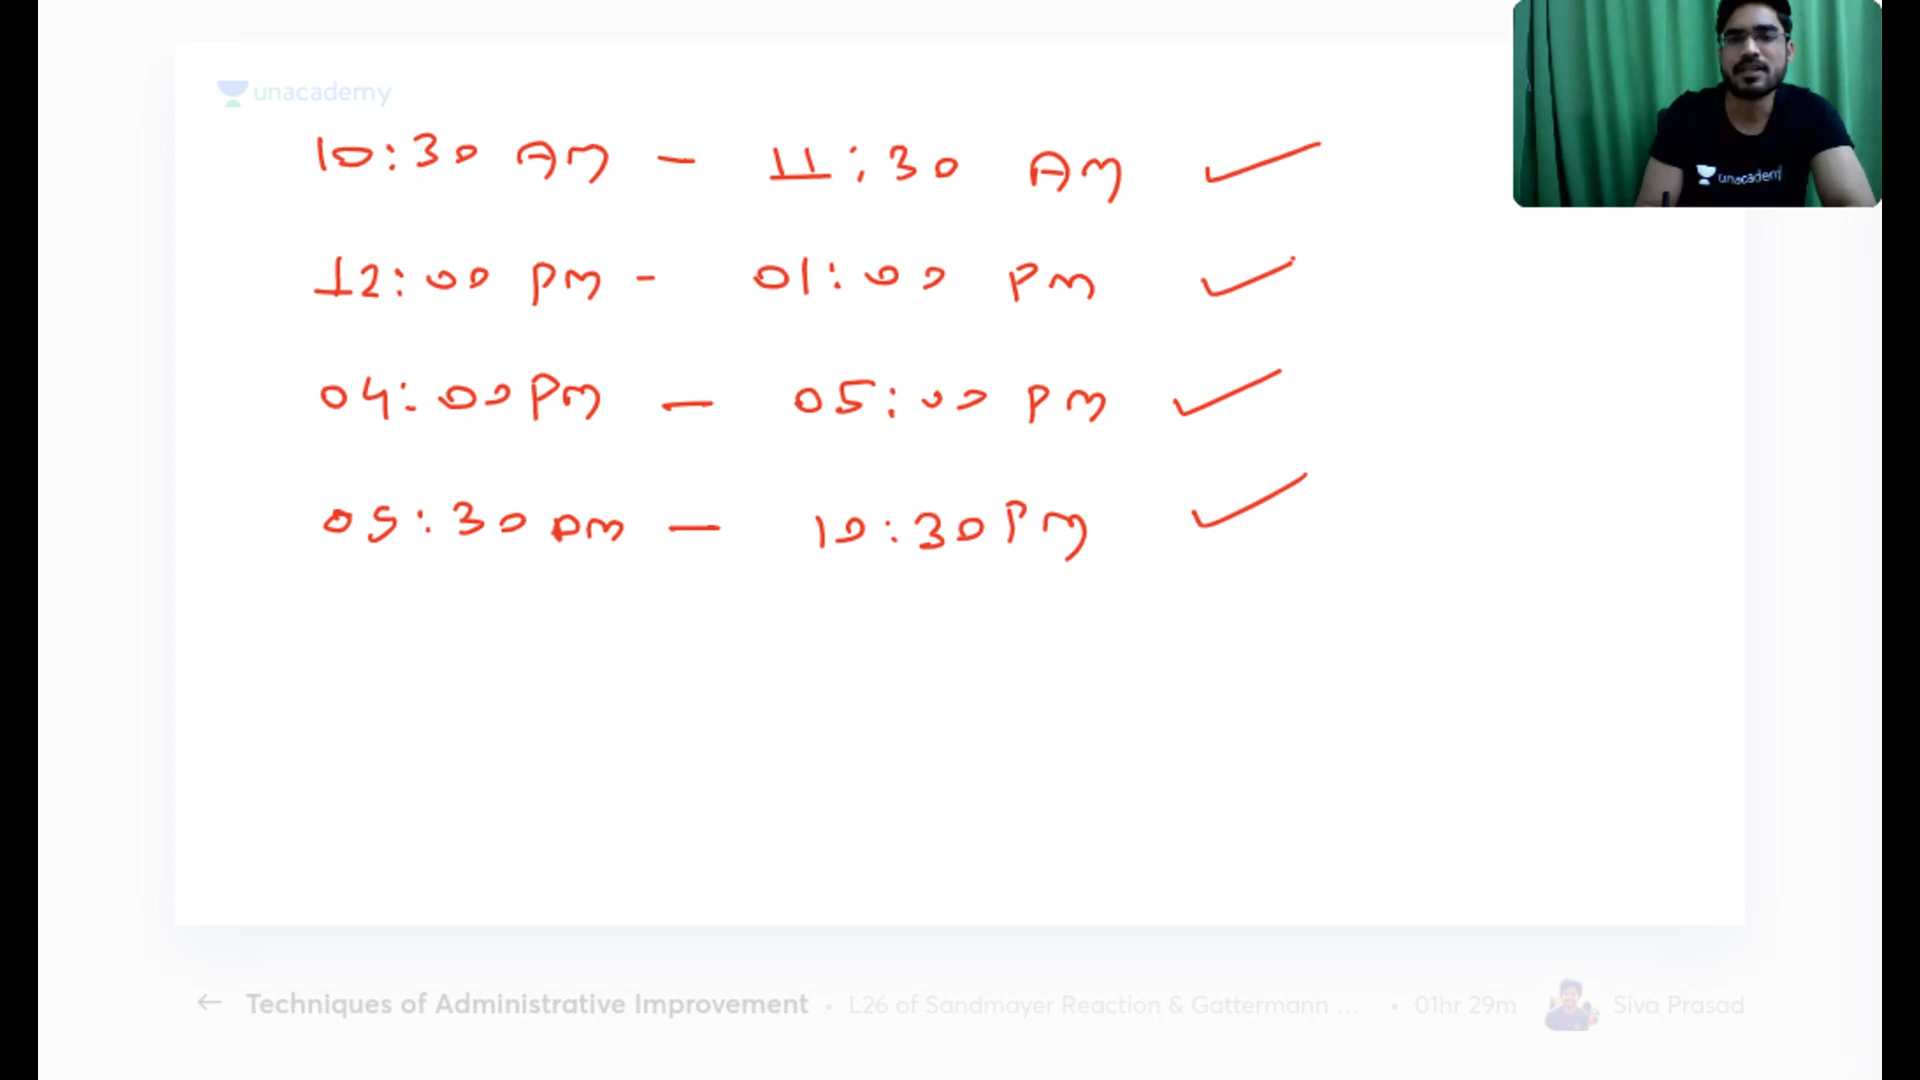 unacademy
10:30 AM - 11:30 AM
12:00 PM - 01:00 PM
04:00 PM - 05:00 PM
05:30 PM - 10:30 PM
unacademy
← Techniques of Administrative Improvement • L26 of Sandmayer Reaction & Gattermann ... • 01hr 29m Siva Prasad